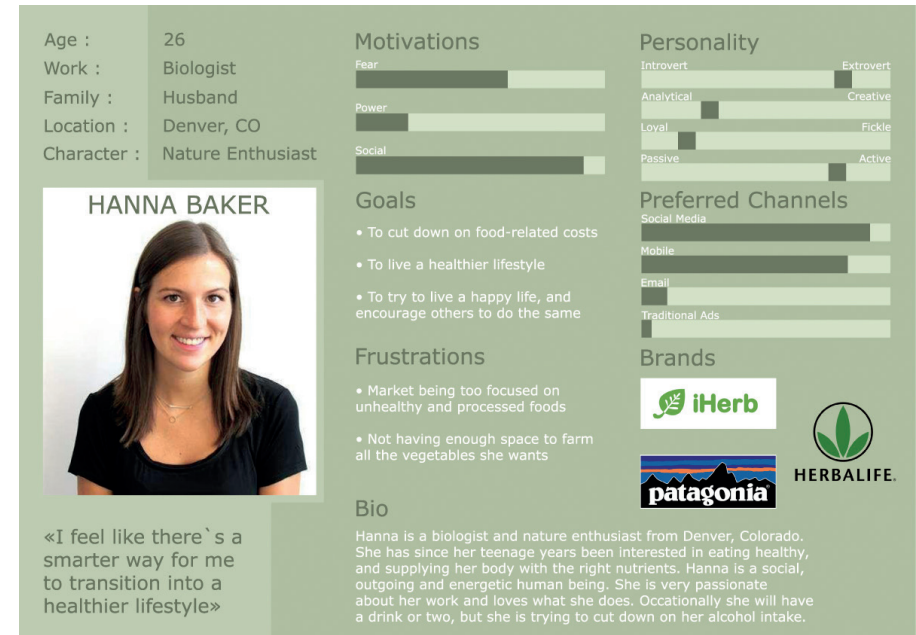 Age : 26
Work : Biologist
Family : Husband
Location : Denver, CO
Character : Nature Enthusiast
HANNA BAKER
«I feel like there`s a
smarter way for me
to transition into a
healthier lifestyle»
Motivations
Fear
Power
Social
Goals
• To cut down on food-related costs
• To live a healthier lifestyle
• To try to live a happy life, and
encourage others to do the same
Frustrations
• Market being too focused on
unhealthy and processed foods
• Not having enough space to farm
all the vegetables she wants
Personality
Introvert Extrovert
Analytical Creative
Loyal Fickle
Passive Active
Preferred Channels
Social Media
Mobile
Email
Traditional Ads
Brands
iHerb
HERBALIFE.
patagonia
Bio
Hanna is a biologist and nature enthusiast from Denver, Colorado.
She has since her teenage years been interested in eating healthy,
and supplying her body with the right nutrients. Hanna is a social,
outgoing and energetic human being. She is very passionate
about her work and loves what she does. Occationally she will have
a drink or two, but she is trying to cut down on her alcohol intake.